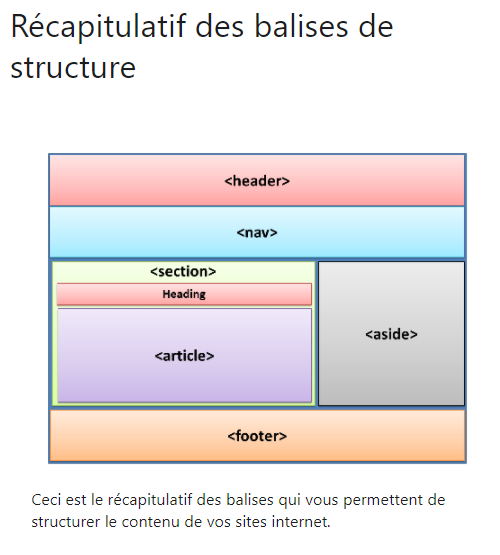 Récapitulatif des balises de
structure
<header>
<nav>
<section>
Heading
<article>
<aside>
<footer>
Ceci est le récapitulatif des balises qui vous permettent de
structurer le contenu de vos sites internet.